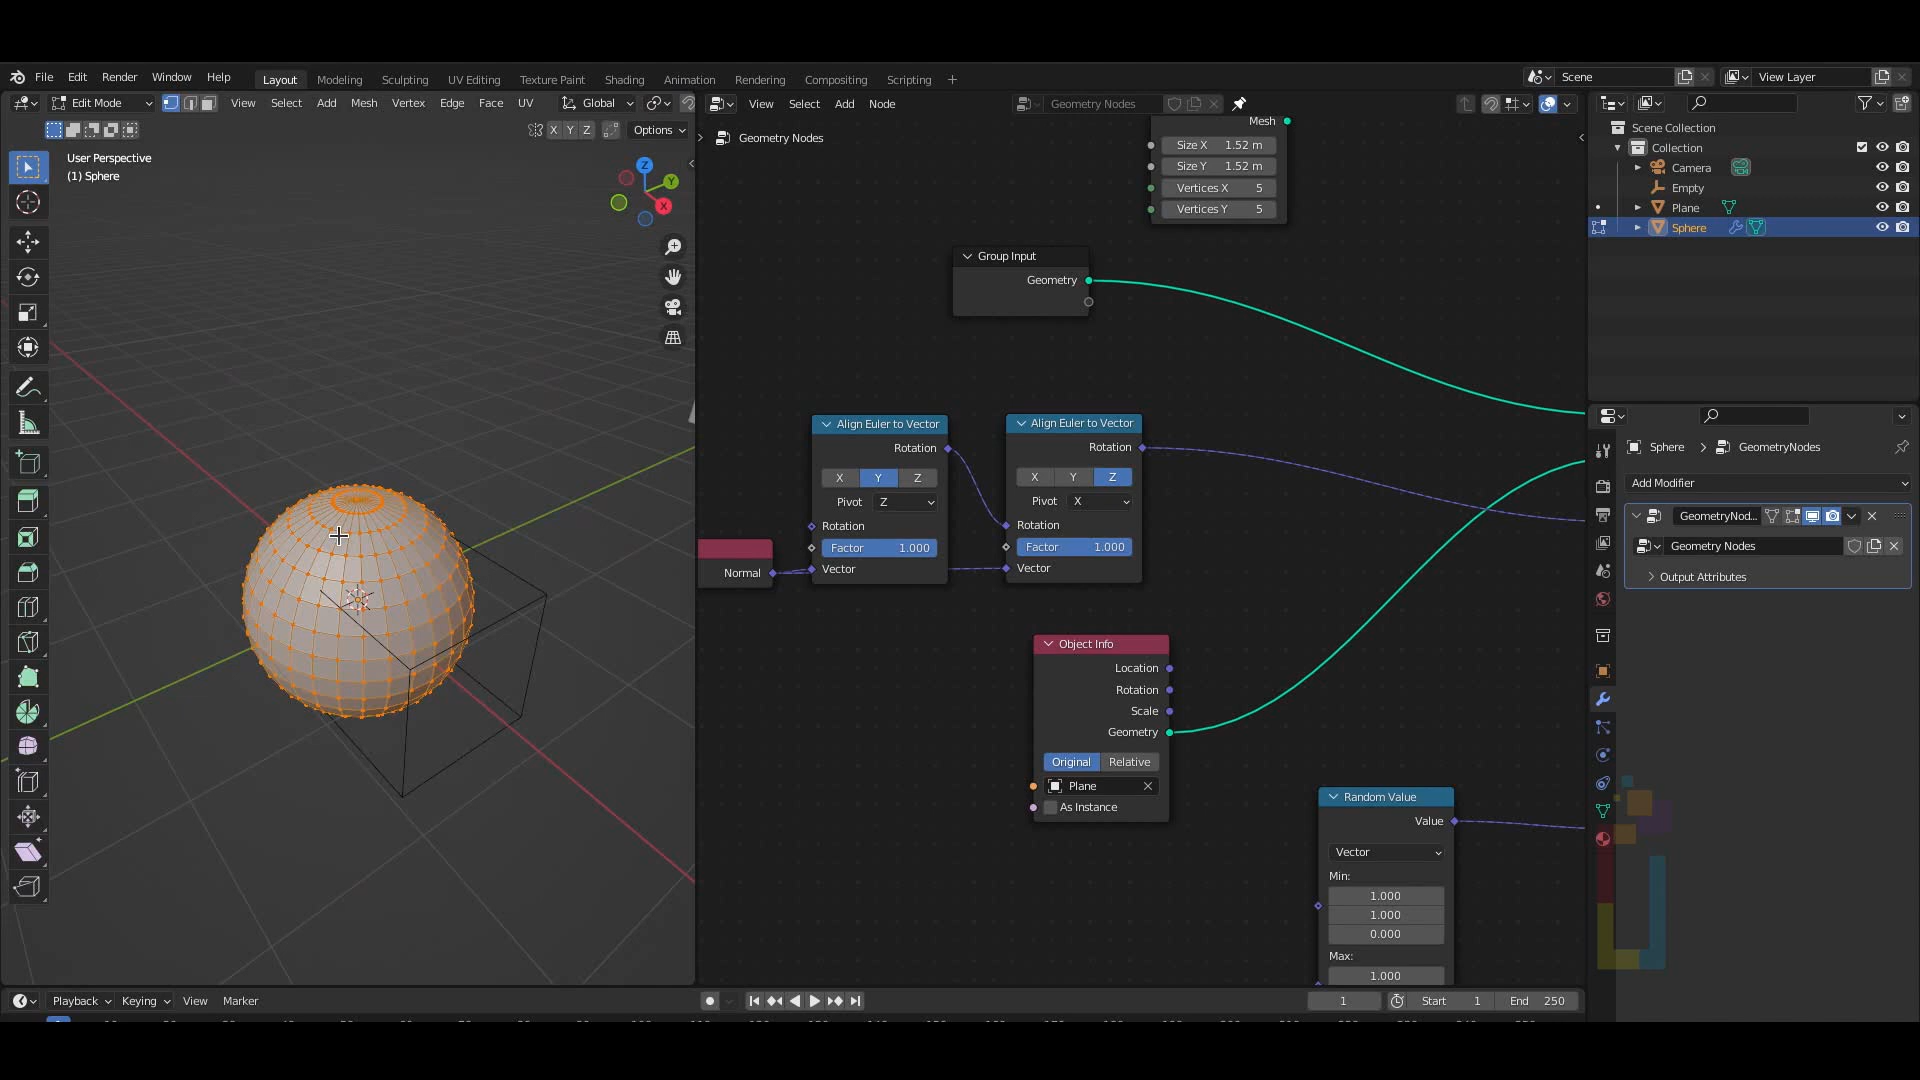 File Edit Render Window Help Layout Modeling Sculpting UV Editing Texture Paint Shading Animation Rendering Compositing Scripting + Scene View Layer
Edit Mode View Select Add Mesh Vertex Edge Face UV Global
View Select Add Node Geometry Nodes
X Y Z Options
User Perspective
(1) Sphere
Z
Y
X
Geometry Nodes
Mesh
Size X 1.52 m
Size Y 1.52 m
Vertices X 5
Vertices Y 5
Group Input
Geometry
Normal
Align Euler to Vector
Rotation
X Y Z
Pivot Z
Rotation
Factor 1.000
Vector
Align Euler to Vector
Rotation
X Y Z
Pivot X
Rotation
Factor 1.000
Vector
Object Info
Location
Rotation
Scale
Geometry
Original Relative
Plane
As Instance
Random Value
Value
Vector
Min:
1.000
1.000
0.000
Max:
1.000
Scene Collection
Collection
Camera
Empty
Plane
Sphere
Sphere GeometryNodes
Add Modifier
GeometryNod...
Geometry Nodes
Output Attributes
Playback Keying View Marker
1 Start 1 End 250